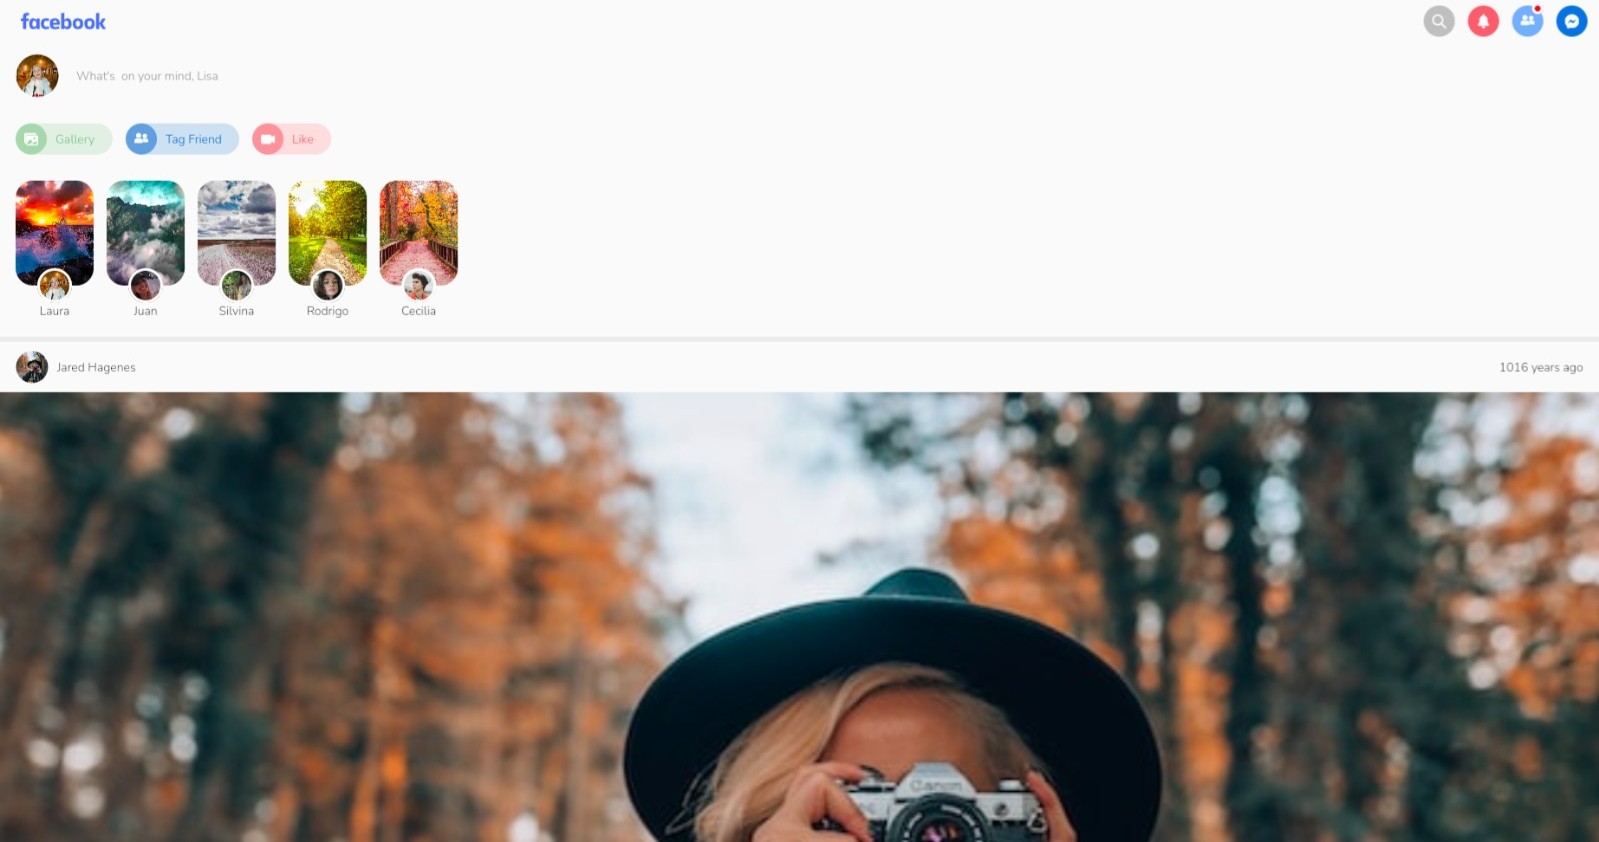 facebook
What's on your mind, Lisa
Gallery
Tag Friend
Like
Laura
Juan
Silvina
Rodrigo
Cecilia
Jared Hagenes
1016 years ago
Canon